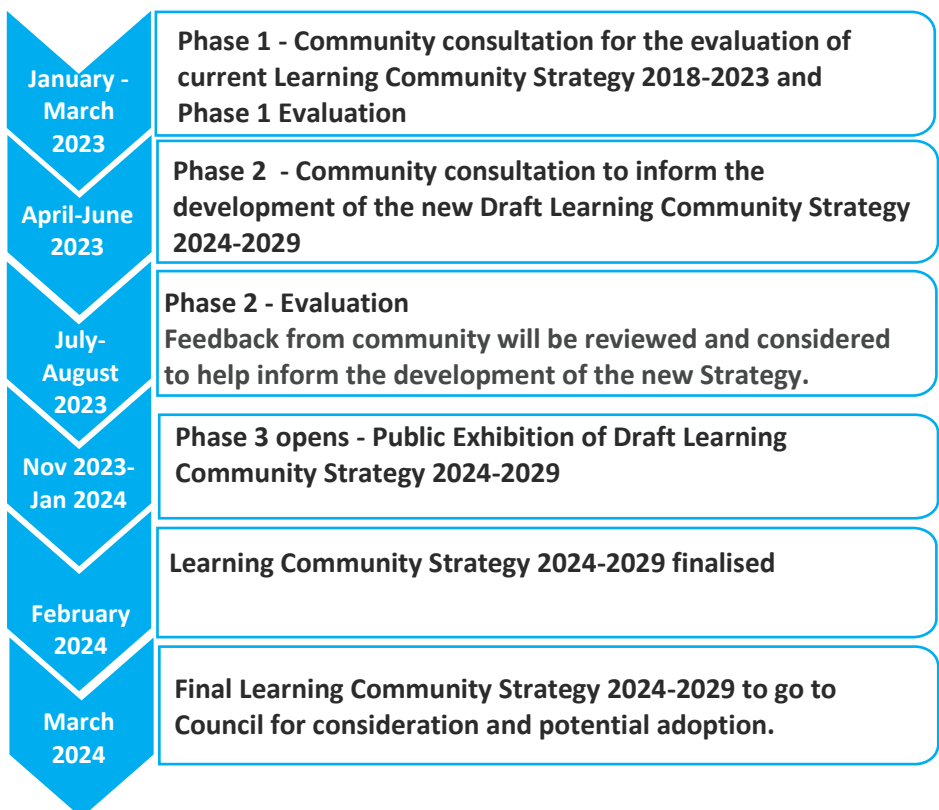 January -
March
2023
Phase 1 - Community consultation for the evaluation of
current Learning Community Strategy 2018-2023 and
Phase 1 Evaluation
April-June
2023
Phase 2 - Community consultation to inform the
development of the new Draft Learning Community Strategy
2024-2029
July-
August
2023
Phase 2 - Evaluation
Feedback from community will be reviewed and considered
to help inform the development of the new Strategy.
Nov 2023-
Jan 2024
Phase 3 opens - Public Exhibition of Draft Learning
Community Strategy 2024-2029
February
2024
Learning Community Strategy 2024-2029 finalised
March
2024
Final Learning Community Strategy 2024-2029 to go to
Council for consideration and potential adoption.